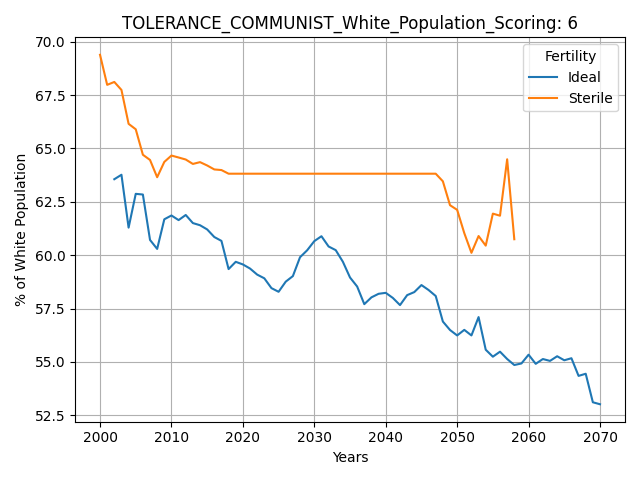 TOLERANCE_COMMUNIST_White_Population_Scoring: 6
70.0
67.5
65.0
62.5
60.0
57.5
55.0
52.5
% of White Population
Fertility
Ideal
Sterile
2000 2010 2020 2030 2040 2050 2060 2070
Years